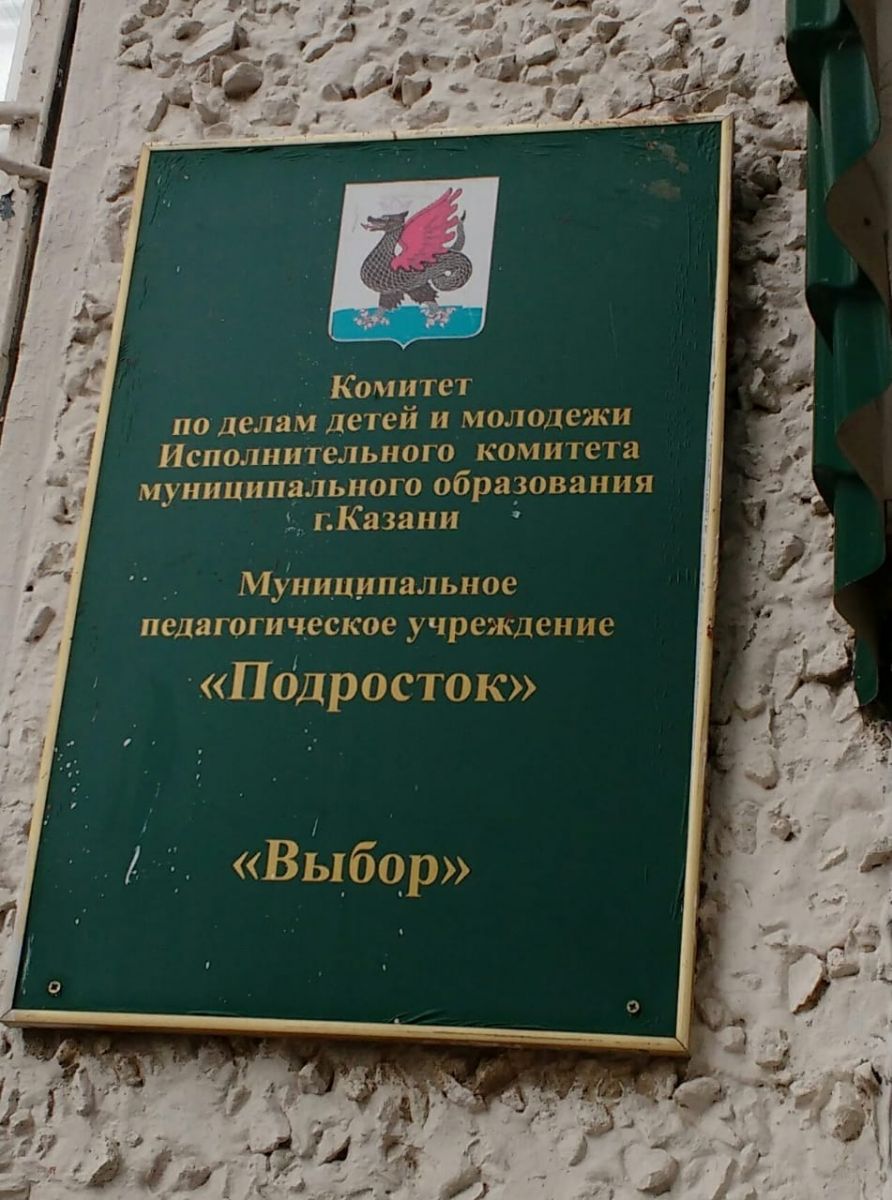 Комитет
по делам детей и молодежи
Исполнительного комитета
муниципального образования
г.Казани
Муниципальное
педагогическое учреждение
«Подросток»
«Выбор»